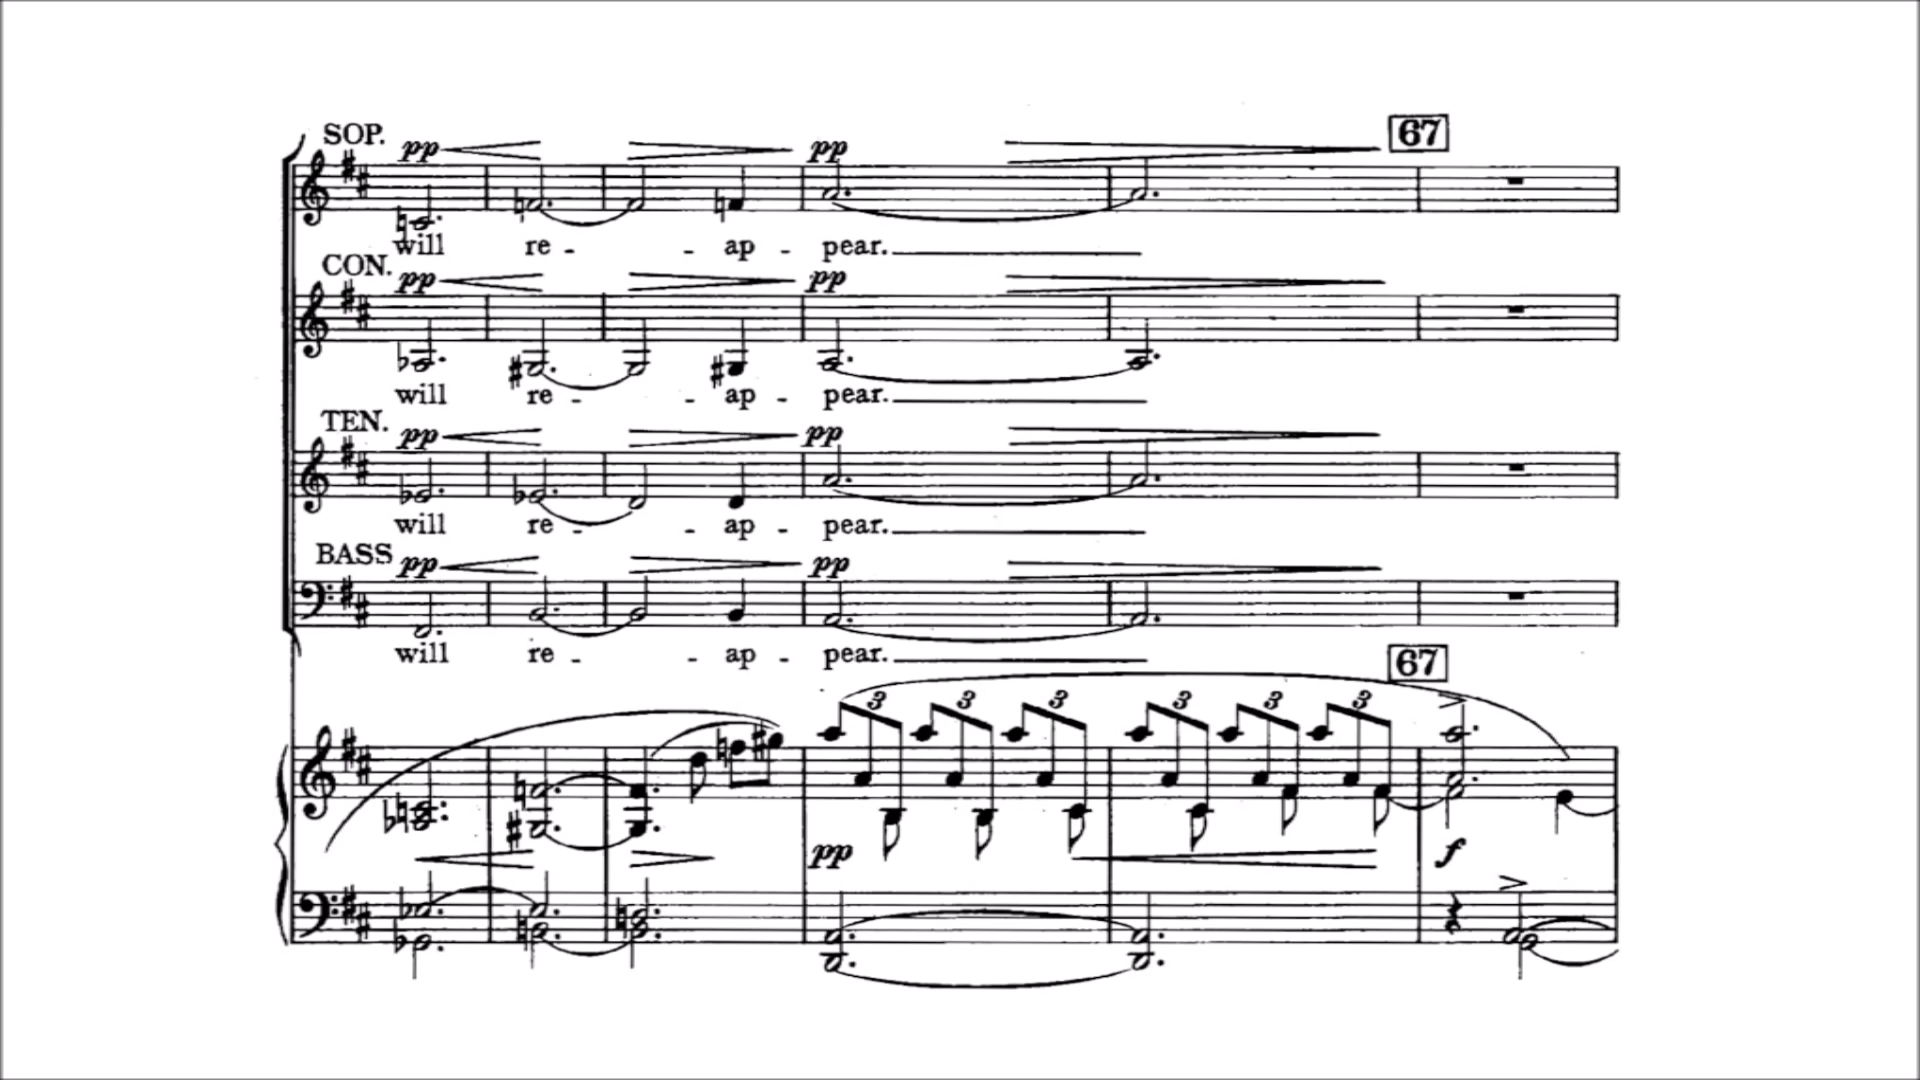 67
SOP.
pp pp
will re - - ap - pear.
CON.
pp pp
will re - - ap - pear.
TEN.
pp pp
will re - - ap - pear.
BASS
pp pp
will re - - ap - pear.
67
3 3 3 3 3 3
pp f